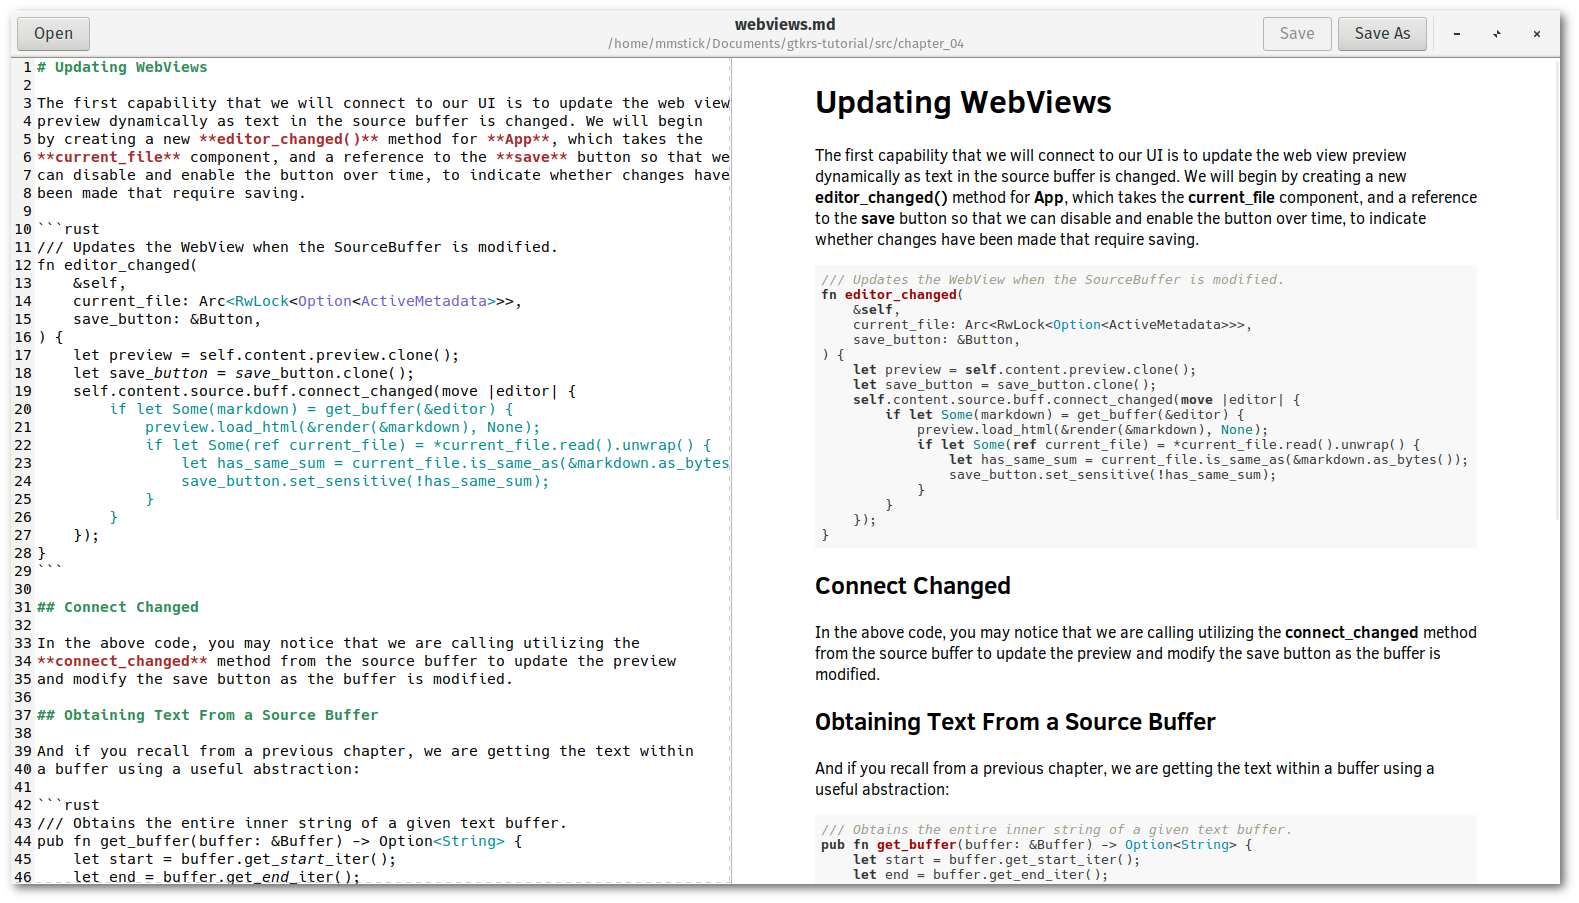 Open
webviews.md
/home/mmstick/Documents/gtkrs-tutorial/src/chapter_04
Save
Save As
1 # Updating WebViews
2
3 The first capability that we will connect to our UI is to update the web view
4 preview dynamically as text in the source buffer is changed. We will begin
5 by creating a new **editor_changed()** method for **App**, which takes the
6 **current_file** component, and a reference to the **save** button so that we
7 can disable and enable the button over time, to indicate whether changes have
8 been made that require saving.
9
10 ```rust
11 /// Updates the WebView when the SourceBuffer is modified.
12 fn editor_changed(
13     &self,
14     current_file: Arc<RwLock<Option<ActiveMetadata>>>,
15     save_button: &Button,
16 ) {
17     let preview = self.content.preview.clone();
18     let save_button = save_button.clone();
19     self.content.source.buff.connect_changed(move |editor| {
20         if let Some(markdown) = get_buffer(&editor) {
21             preview.load_html(&render(&markdown), None);
22             if let Some(ref current_file) = *current_file.read().unwrap() {
23                 let has_same_sum = current_file.is_same_as(&markdown.as_bytes
24                 save_button.set_sensitive(!has_same_sum);
25             }
26         }
27     });
28 }
29 ```
30
31 ## Connect Changed
32
33 In the above code, you may notice that we are calling utilizing the
34 **connect_changed** method from the source buffer to update the preview
35 and modify the save button as the buffer is modified.
36
37 ## Obtaining Text From a Source Buffer
38
39 And if you recall from a previous chapter, we are getting the text within
40 a buffer using a useful abstraction:
41
42 ```rust
43 /// Obtains the entire inner string of a given text buffer.
44 pub fn get_buffer(buffer: &Buffer) -> Option<String> {
45     let start = buffer.get_start_iter();
46     let end = buffer.get_end_iter();
Updating WebViews
The first capability that we will connect to our UI is to update the web view preview
dynamically as text in the source buffer is changed. We will begin by creating a new
editor_changed() method for App, which takes the current_file component, and a reference
to the save button so that we can disable and enable the button over time, to indicate
whether changes have been made that require saving.
/// Updates the WebView when the SourceBuffer is modified.
fn editor_changed(
    &self,
    current_file: Arc<RwLock<Option<ActiveMetadata>>>,
    save_button: &Button,
) {
    let preview = self.content.preview.clone();
    let save_button = save_button.clone();
    self.content.source.buff.connect_changed(move |editor| {
        if let Some(markdown) = get_buffer(&editor) {
            preview.load_html(&render(&markdown), None);
            if let Some(ref current_file) = *current_file.read().unwrap() {
                let has_same_sum = current_file.is_same_as(&markdown.as_bytes());
                save_button.set_sensitive(!has_same_sum);
            }
        }
    });
}
Connect Changed
In the above code, you may notice that we are calling utilizing the connect_changed method
from the source buffer to update the preview and modify the save button as the buffer is
modified.
Obtaining Text From a Source Buffer
And if you recall from a previous chapter, we are getting the text within a buffer using a
useful abstraction:
/// Obtains the entire inner string of a given text buffer.
pub fn get_buffer(buffer: &Buffer) -> Option<String> {
    let start = buffer.get_start_iter();
    let end = buffer.get_end_iter();